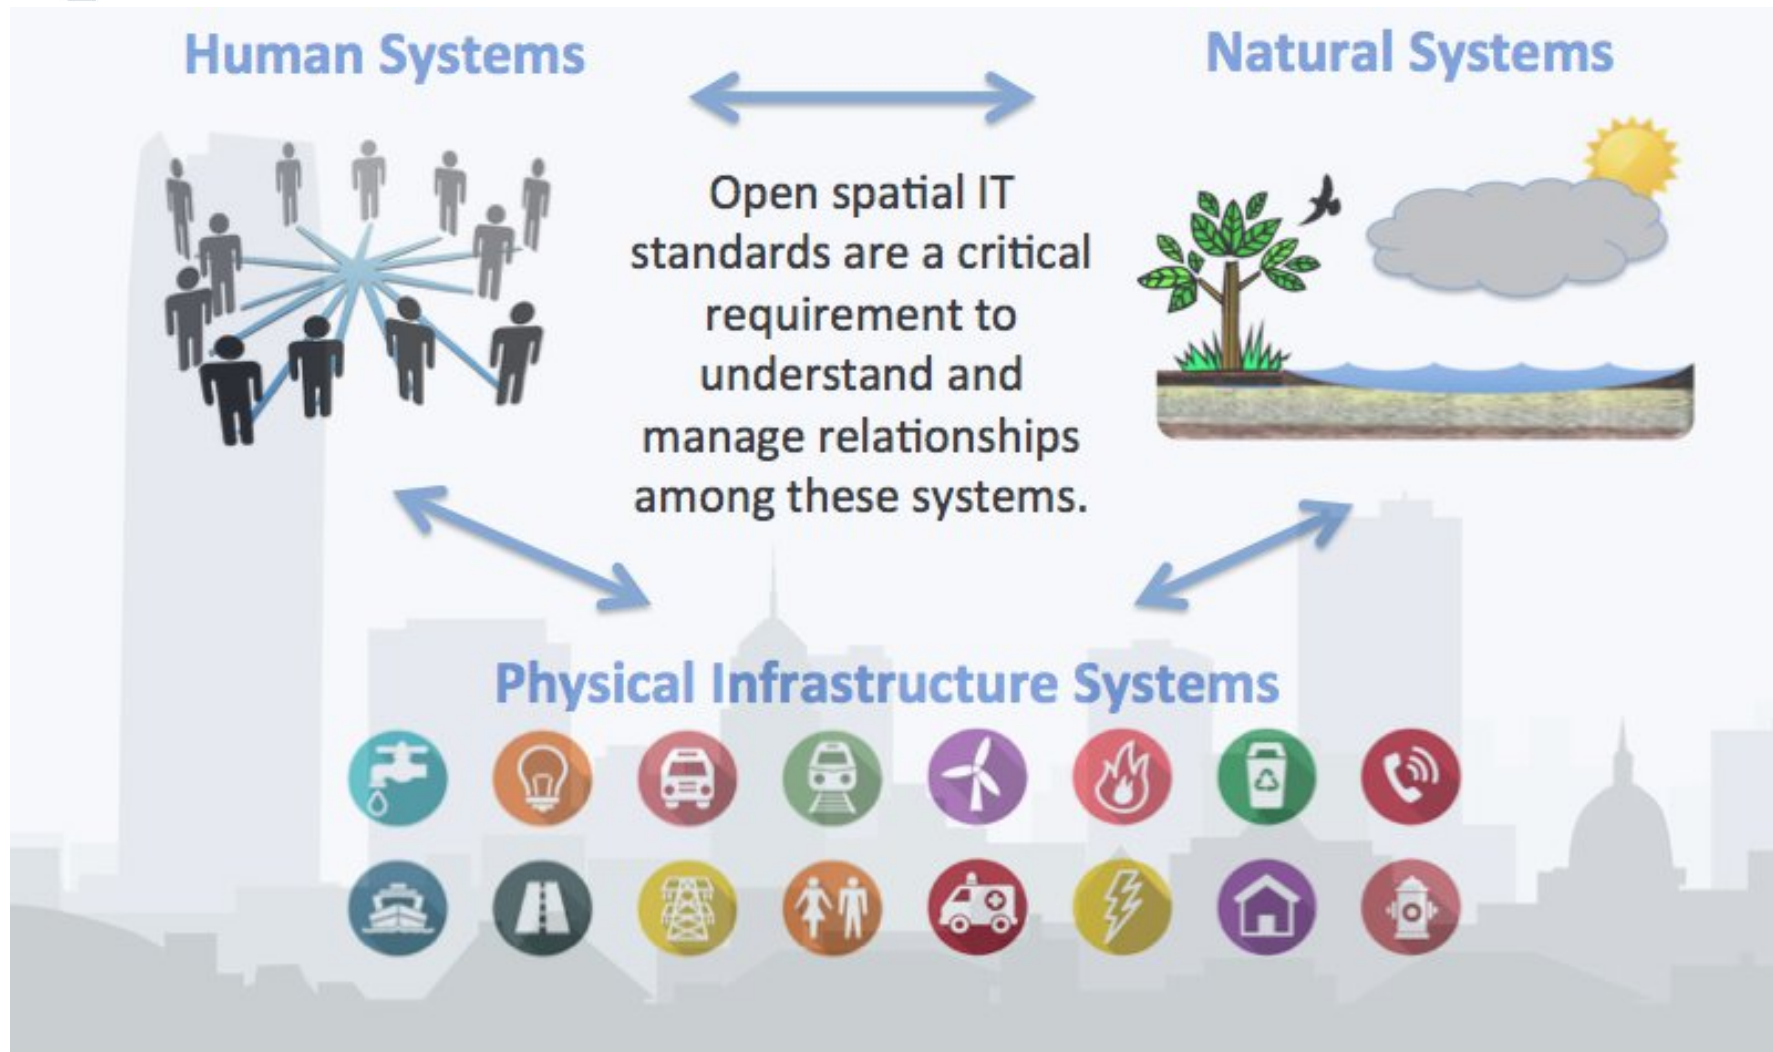 Human Systems
Natural Systems
Open spatial IT
standards are a critical
requirement to
understand and
manage relationships
among these systems.
Physical Infrastructure Systems